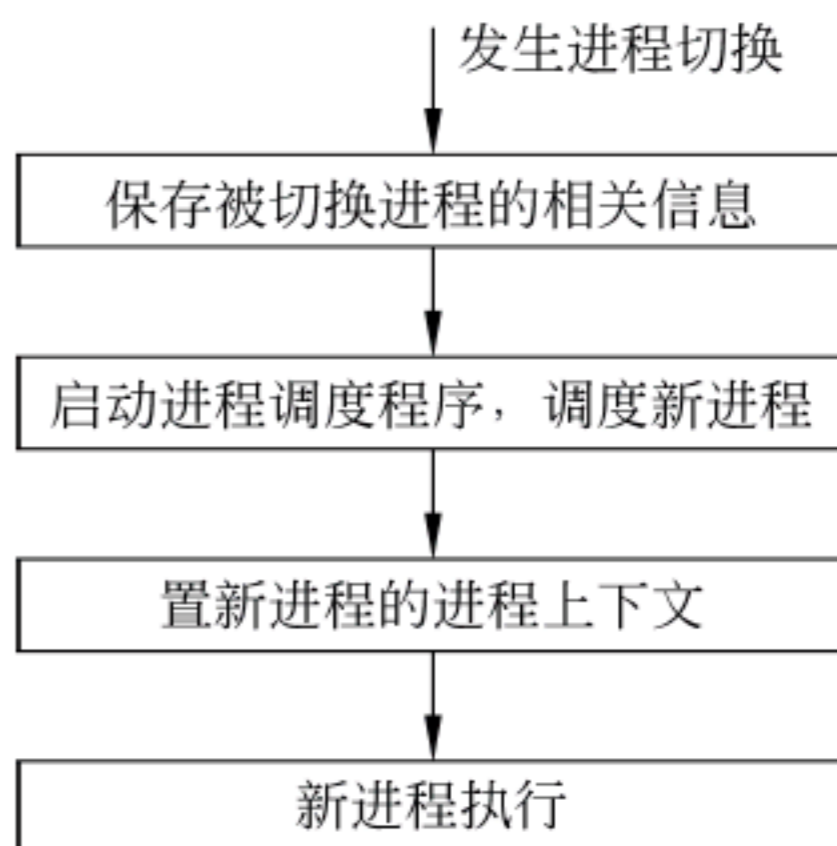 发生进程切换
保存被切换进程的相关信息
启动进程调度程序，调度新进程
置新进程的进程上下文
新进程执行